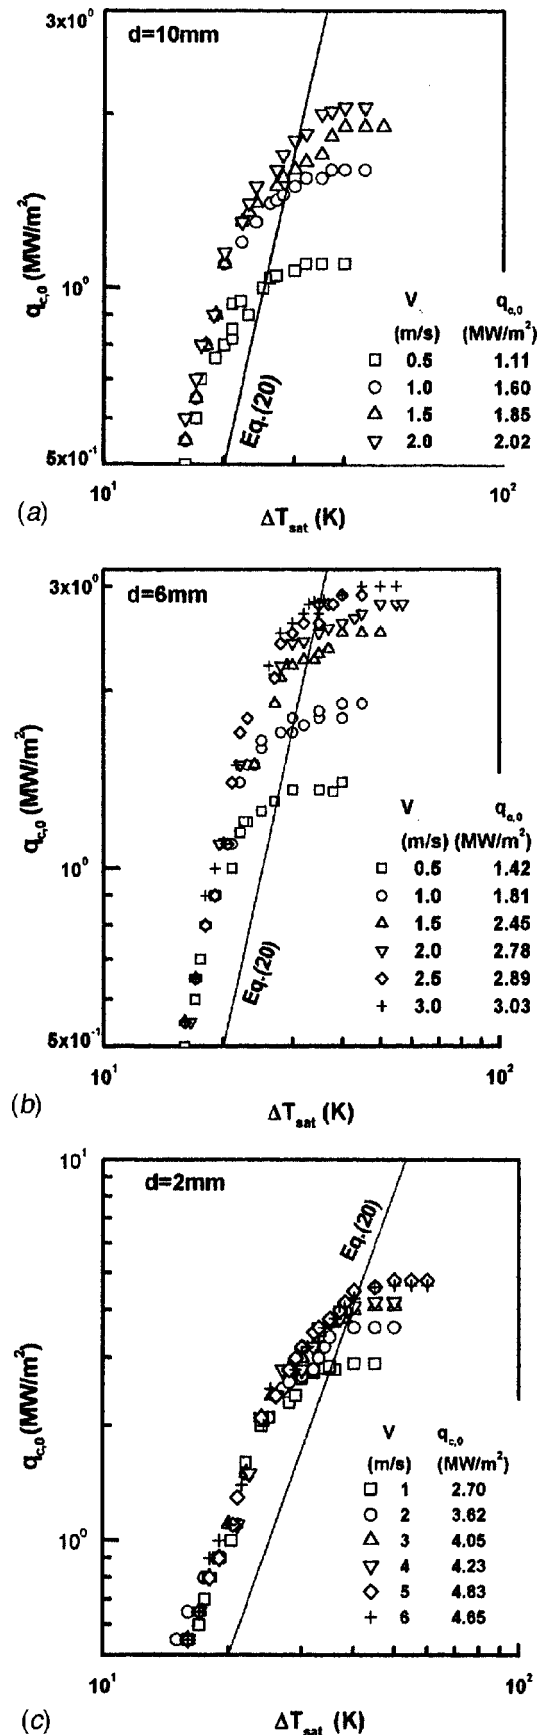 3x10⁰
d=10mm
10⁰
5x10⁻¹
q_c,0 (MW/m²)
Eq.(20)
V q_c,0
(m/s) (MW/m²)
□ 0.5 1.11
○ 1.0 1.60
△ 1.5 1.85
▽ 2.0 2.02
10¹ 10²
ΔT_sat (K)
(a)
3x10⁰
d=6mm
10⁰
5x10⁻¹
q_c,0 (MW/m²)
Eq.(20)
V q_c,0
(m/s) (MW/m²)
□ 0.5 1.42
○ 1.0 1.81
△ 1.5 2.45
▽ 2.0 2.78
◇ 2.5 2.89
+ 3.0 3.03
10¹ 10²
ΔT_sat (K)
(b)
10¹
d=2mm
10⁰
q_c,0 (MW/m²)
Eq.(20)
V q_c,0
(m/s) (MW/m²)
□ 1 2.70
○ 2 3.62
△ 3 4.05
▽ 4 4.23
◇ 5 4.83
+ 6 4.65
10¹ 10²
ΔT_sat (K)
(c)